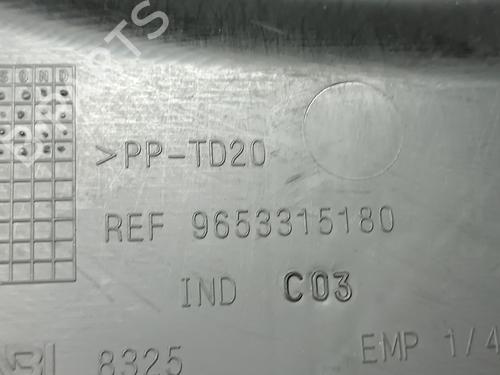 S O N D
>PP-TD20
REF 9653315180
IND C03
8325
EMP 1/4